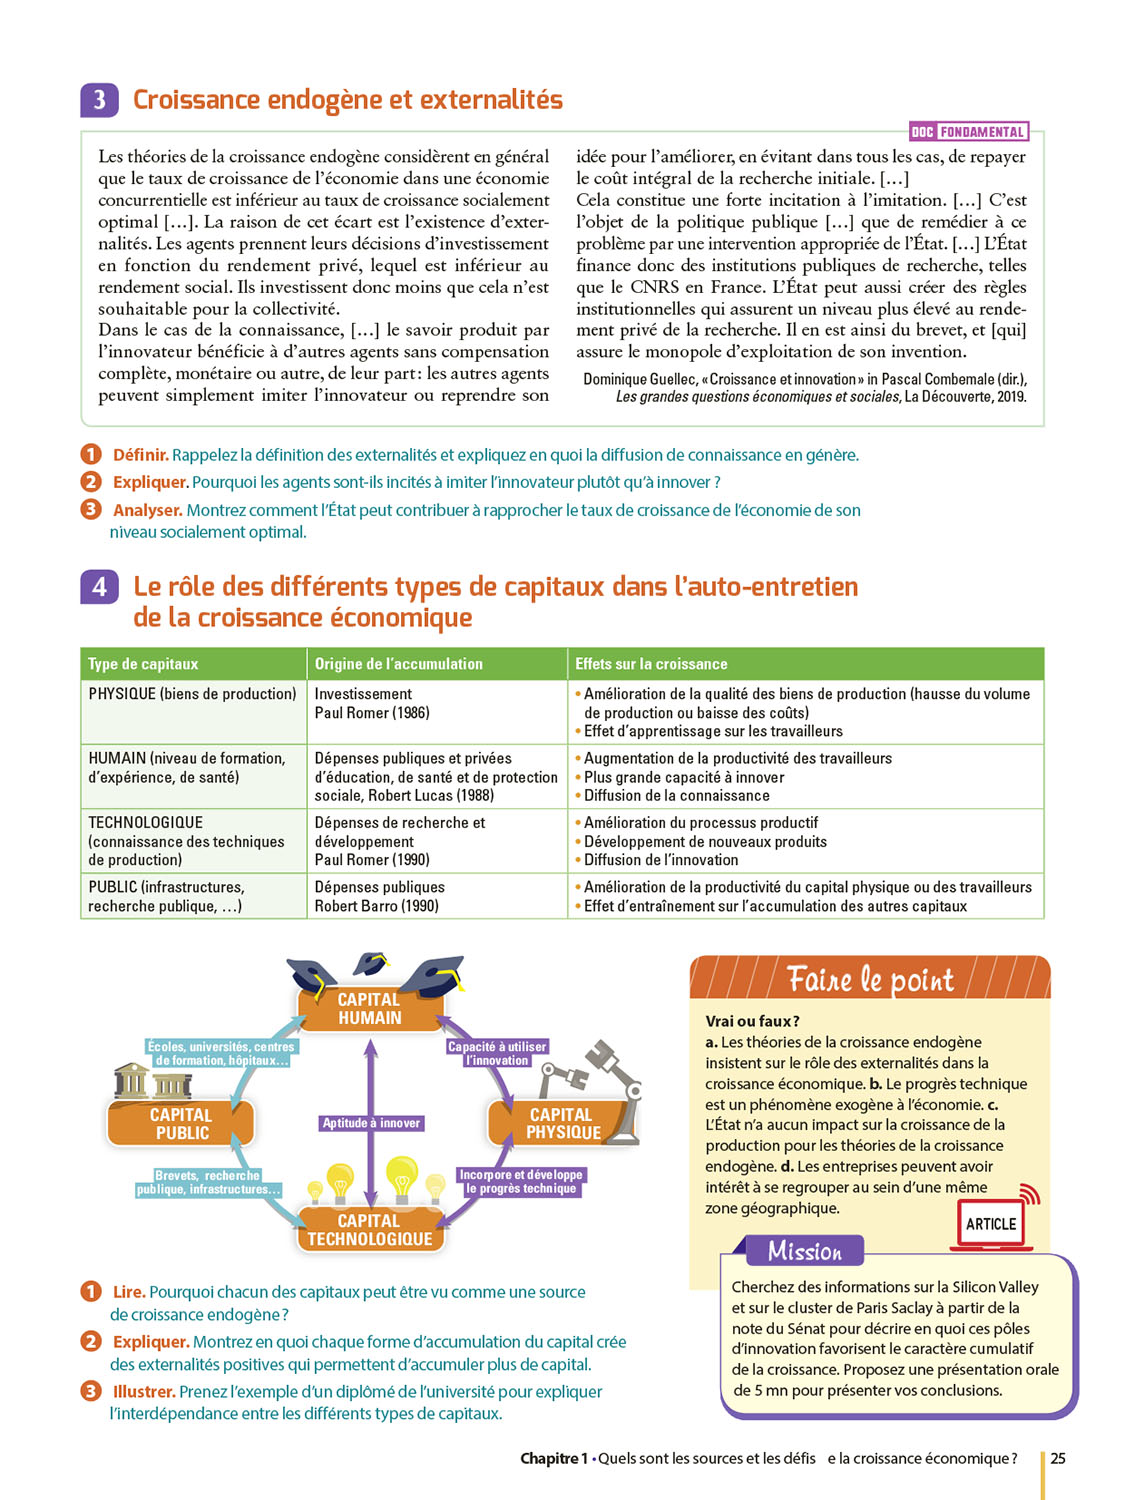 3 Croissance endogène et externalités
DOC FONDAMENTAL
Les théories de la croissance endogène considèrent en général
que le taux de croissance de l'économie dans une économie
concurrentielle est inférieur au taux de croissance socialement
optimal […]. La raison de cet écart est l'existence d'exter-
nalités. Les agents prennent leurs décisions d'investissement
en fonction du rendement privé, lequel est inférieur au
rendement social. Ils investissent donc moins que cela n'est
souhaitable pour la collectivité.
Dans le cas de la connaissance, […] le savoir produit par
l'innovateur bénéficie à d'autres agents sans compensation
complète, monétaire ou autre, de leur part : les autres agents
peuvent simplement imiter l'innovateur ou reprendre son
idée pour l'améliorer, en évitant dans tous les cas, de repayer
le coût intégral de la recherche initiale. […]
Cela constitue une forte incitation à l'imitation. […] C'est
l'objet de la politique publique […] que de remédier à ce
problème par une intervention appropriée de l'État. […] L'État
finance donc des institutions publiques de recherche, telles
que le CNRS en France. L'État peut aussi créer des règles
institutionnelles qui assurent un niveau plus élevé au rende-
ment privé de la recherche. Il en est ainsi du brevet, et [qui]
assure le monopole d'exploitation de son invention.
Dominique Guellec, «Croissance et innovation» in Pascal Combemale (dir.),
Les grandes questions économiques et sociales, La Découverte, 2019.
1 Définir. Rappelez la définition des externalités et expliquez en quoi la diffusion de connaissance en génère.
2 Expliquer. Pourquoi les agents sont-ils incités à imiter l'innovateur plutôt qu'à innover ?
3 Analyser. Montrez comment l'État peut contribuer à rapprocher le taux de croissance de l'économie de son
niveau socialement optimal.
4 Le rôle des différents types de capitaux dans l'auto-entretien
de la croissance économique
Type de capitaux
Origine de l'accumulation
Effets sur la croissance
PHYSIQUE (biens de production)
Investissement
Paul Romer (1986)
• Amélioration de la qualité des biens de production (hausse du volume
de production ou baisse des coûts)
• Effet d'apprentissage sur les travailleurs
HUMAIN (niveau de formation,
d'expérience, de santé)
Dépenses publiques et privées
d'éducation, de santé et de protection
sociale, Robert Lucas (1988)
• Augmentation de la productivité des travailleurs
• Plus grande capacité à innover
• Diffusion de la connaissance
TECHNOLOGIQUE
(connaissance des techniques
de production)
Dépenses de recherche et
développement
Paul Romer (1990)
• Amélioration du processus productif
• Développement de nouveaux produits
• Diffusion de l'innovation
PUBLIC (infrastructures,
recherche publique, …)
Dépenses publiques
Robert Barro (1990)
• Amélioration de la productivité du capital physique ou des travailleurs
• Effet d'entraînement sur l'accumulation des autres capitaux
CAPITAL
HUMAIN
Écoles, universités, centres
de formation, hôpitaux…
Capacité à utiliser
l'innovation
CAPITAL
PUBLIC
Aptitude à innover
CAPITAL
PHYSIQUE
Brevets, recherche
publique, infrastructures…
Incorpore et développe
le progrès technique
CAPITAL
TECHNOLOGIQUE
1 Lire. Pourquoi chacun des capitaux peut être vu comme une source
de croissance endogène ?
2 Expliquer. Montrez en quoi chaque forme d'accumulation du capital crée
des externalités positives qui permettent d'accumuler plus de capital.
3 Illustrer. Prenez l'exemple d'un diplômé de l'université pour expliquer
l'interdépendance entre les différents types de capitaux.
Faire le point
Vrai ou faux ?
a. Les théories de la croissance endogène
insistent sur le rôle des externalités dans la
croissance économique. b. Le progrès technique
est un phénomène exogène à l'économie. c.
L'État n'a aucun impact sur la croissance de la
production pour les théories de la croissance
endogène. d. Les entreprises peuvent avoir
intérêt à se regrouper au sein d'une même
zone géographique.
ARTICLE
Mission
Cherchez des informations sur la Silicon Valley
et sur le cluster de Paris Saclay à partir de la
note du Sénat pour décrire en quoi ces pôles
d'innovation favorisent le caractère cumulatif
de la croissance. Proposez une présentation orale
de 5 mn pour présenter vos conclusions.
Chapitre 1 • Quels sont les sources et les défis e la croissance économique ? 25